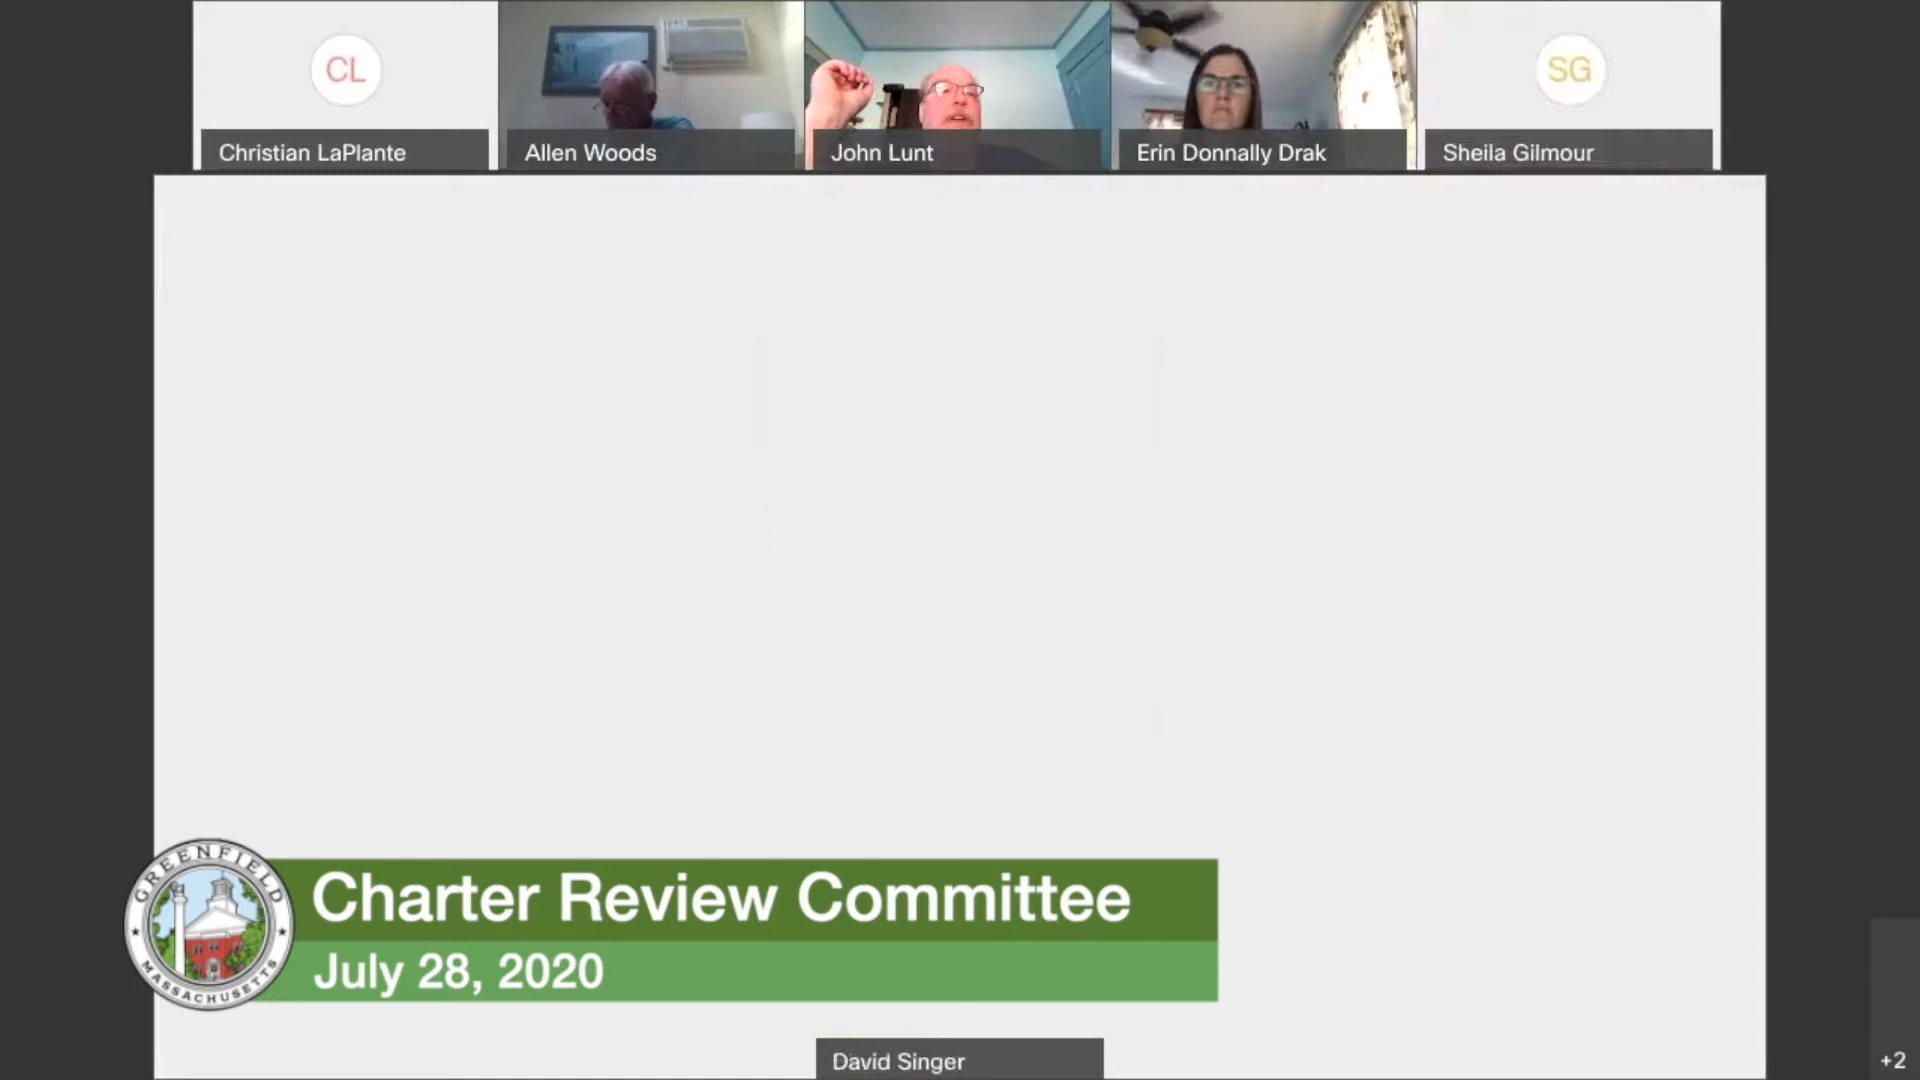 CL
SG
Christian LaPlante
Allen Woods
John Lunt
Erin Donnally Drak
Sheila Gilmour
GREENFIELD
MASSACHUSETTS
Charter Review Committee
July 28, 2020
David Singer
+2